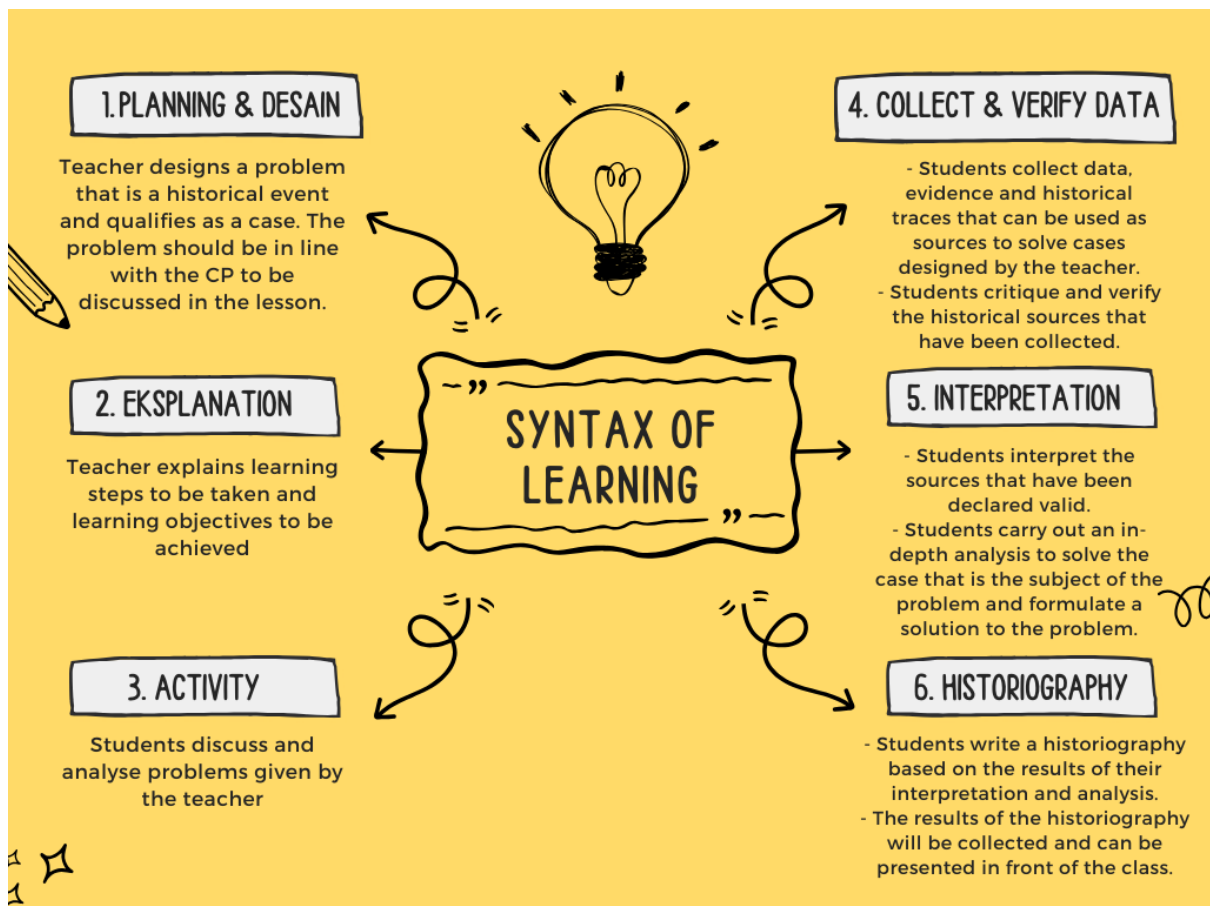 1. PLANNING & DESAIN
Teacher designs a problem
that is a historical event
and qualifies as a case. The
problem should be in line
with the CP to be
discussed in the lesson.
2. EKSPLANATION
Teacher explains learning
steps to be taken and
learning objectives to be
achieved
3. ACTIVITY
Students discuss and
analyse problems given by
the teacher
SYNTAX OF
LEARNING
4. COLLECT & VERIFY DATA
- Students collect data,
evidence and historical
traces that can be used as
sources to solve cases
designed by the teacher.
- Students critique and verify
the historical sources that
have been collected.
5. INTERPRETATION
- Students interpret the
sources that have been
declared valid.
- Students carry out an in-
depth analysis to solve the
case that is the subject of the
problem and formulate a
solution to the problem.
6. HISTORIOGRAPHY
- Students write a historiography
based on the results of their
interpretation and analysis.
- The results of the historiography
will be collected and can be
presented in front of the class.